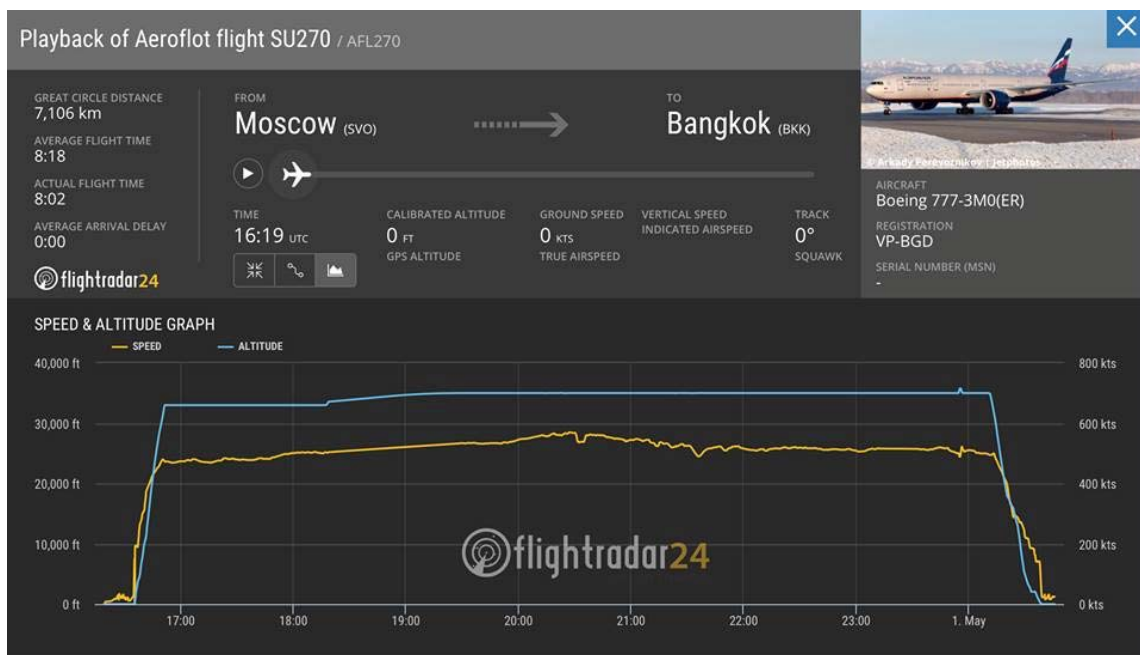 Playback of Aeroflot flight SU270 / AFL270
GREAT CIRCLE DISTANCE
7,106 km
AVERAGE FLIGHT TIME
8:18
ACTUAL FLIGHT TIME
8:02
AVERAGE ARRIVAL DELAY
0:00
flightradar24
FROM
Moscow (SVO)
TO
Bangkok (BKK)
TIME
16:19 UTC
CALIBRATED ALTITUDE
0 FT
GPS ALTITUDE
GROUND SPEED
0 KTS
TRUE AIRSPEED
VERTICAL SPEED
INDICATED AIRSPEED
TRACK
0°
SQUAWK
AIRCRAFT
Boeing 777-3M0(ER)
REGISTRATION
VP-BGD
SERIAL NUMBER (MSN)
-
SPEED & ALTITUDE GRAPH
SPEED
ALTITUDE
40,000 ft
30,000 ft
20,000 ft
10,000 ft
0 ft
800 kts
600 kts
400 kts
200 kts
0 kts
flightradar24
17:00
18:00
19:00
20:00
21:00
22:00
23:00
1. May